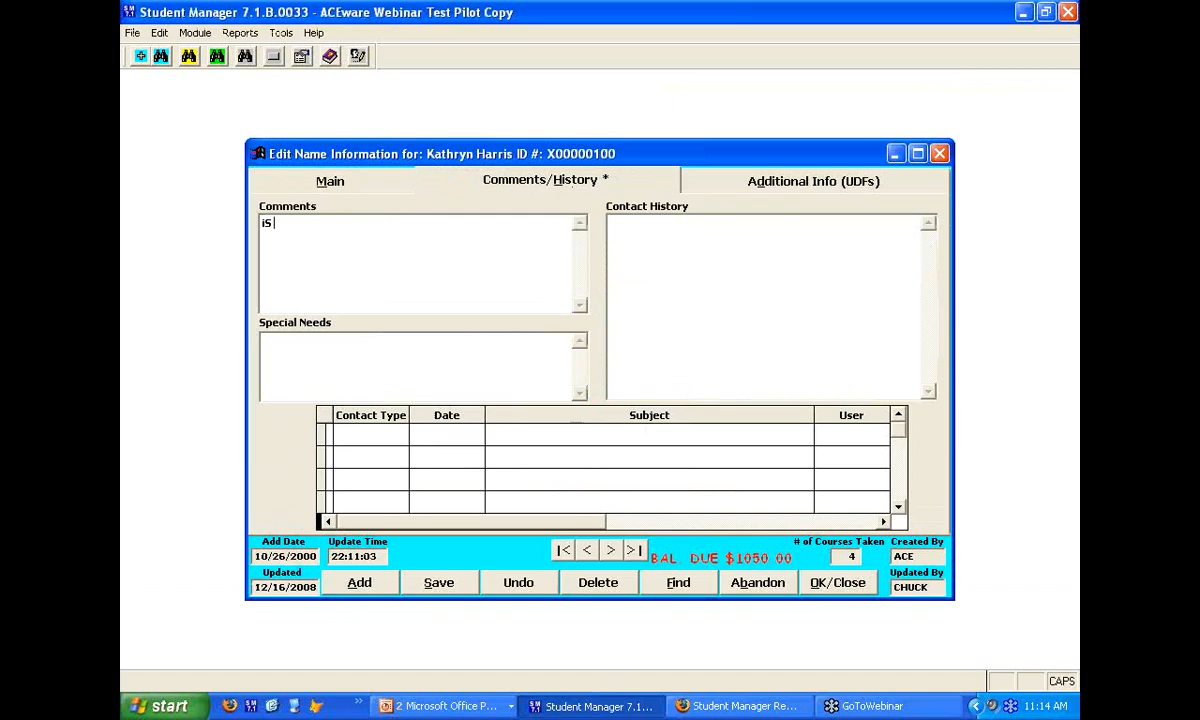 Student Manager 7.1.B.0033 - ACEware Webinar Test Pilot Copy
File Edit Module Reports Tools Help
Edit Name Information for: Kathryn Harris ID #: X00000100
Main Comments/History * Additional Info (UDFs)
Comments Contact History
iS
Special Needs
Contact Type Date Subject User
Add Date Update Time # of Courses Taken Created By
10/26/2000 22:11:03 |< < > >| BAL. DUE $1050.00 4 ACE
Updated Updated By
12/16/2008 Add Save Undo Delete Find Abandon OK/Close CHUCK
CAPS
start 2 Microsoft Office P... Student Manager 7.1... Student Manager Re... GoToWebinar 11:14 AM